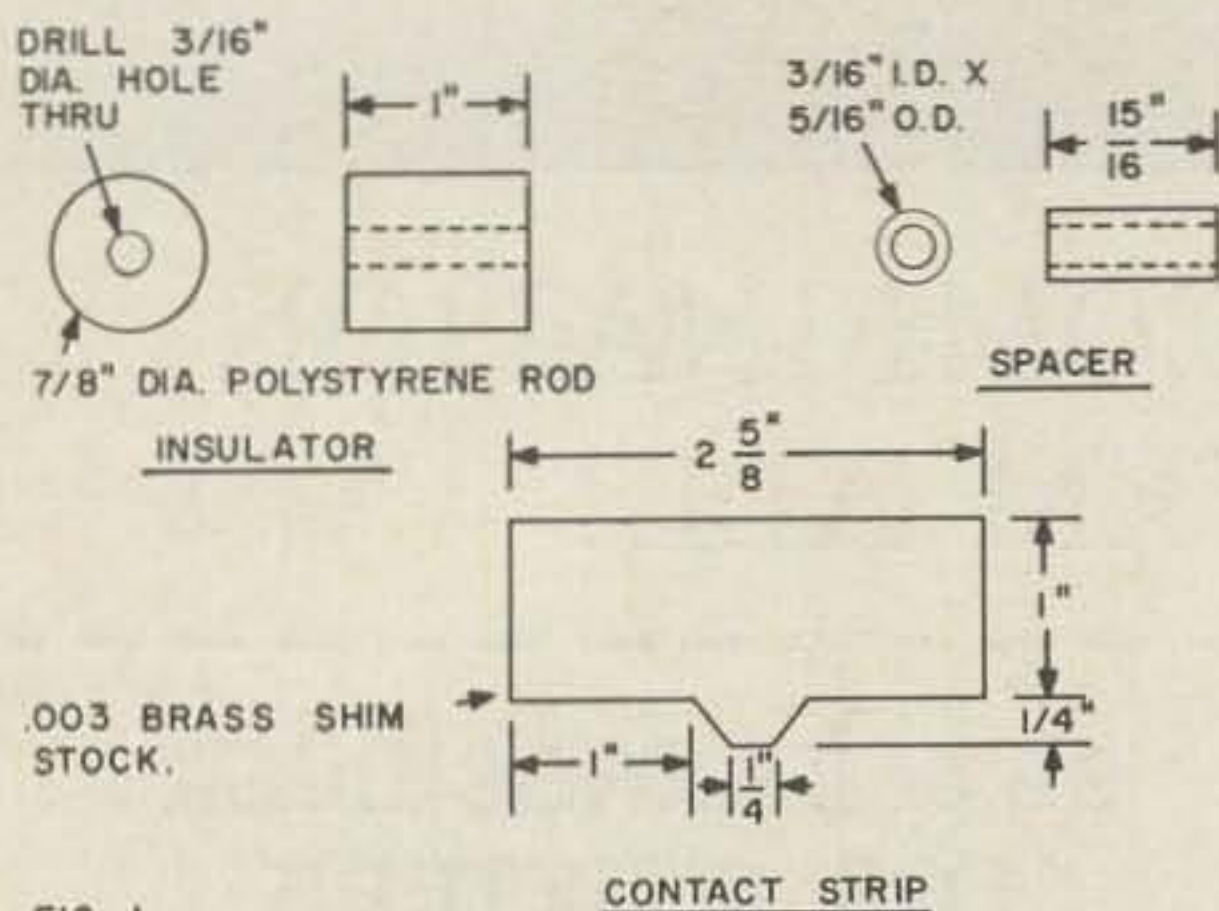 DRILL 3/16"
DIA. HOLE
THRU
1"
7/8" DIA. POLYSTYRENE ROD
INSULATOR
3/16" I.D. X
5/16" O.D.
15"
16
SPACER
2 5/8"
1"
1/4"
.003 BRASS SHIM
STOCK.
1"
1"
4
CONTACT STRIP